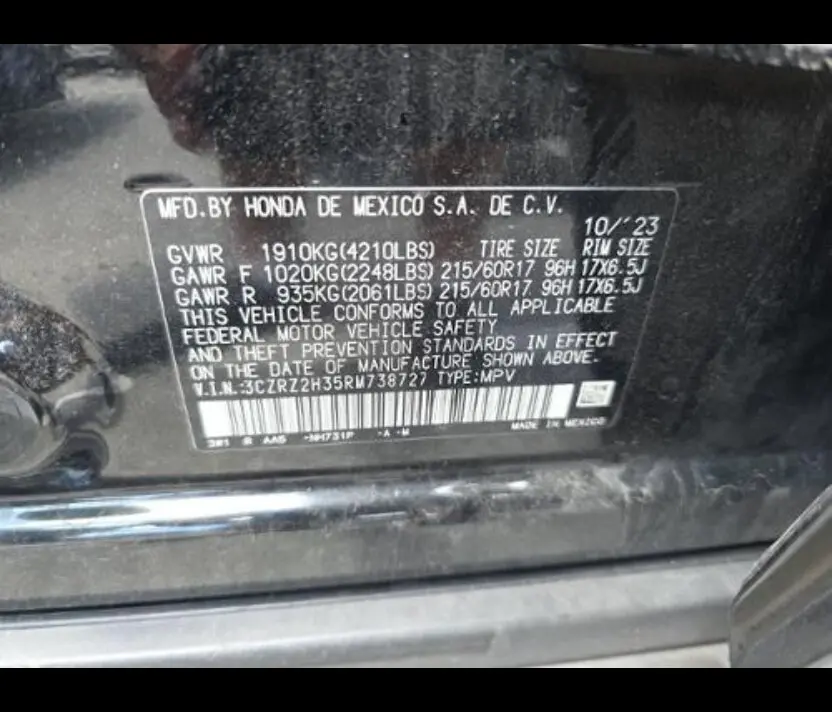 MFD.BY HONDA DE MEXICO S.A. DE C.V.
10/'23
GVWR 1910KG(4210LBS) TIRE SIZE RIM SIZE
GAWR F 1020KG(2248LBS) 215/60R17 96H 17X6.5J
GAWR R 935KG(2061LBS) 215/60R17 96H 17X6.5J
THIS VEHICLE CONFORMS TO ALL APPLICABLE
FEDERAL MOTOR VEHICLE SAFETY
AND THEFT PREVENTION STANDARDS IN EFFECT
ON THE DATE OF MANUFACTURE SHOWN ABOVE.
V.I.N.:3CZRZ2H35RM738727 TYPE:MPV
NH731P -A -W MADE IN MEXICO